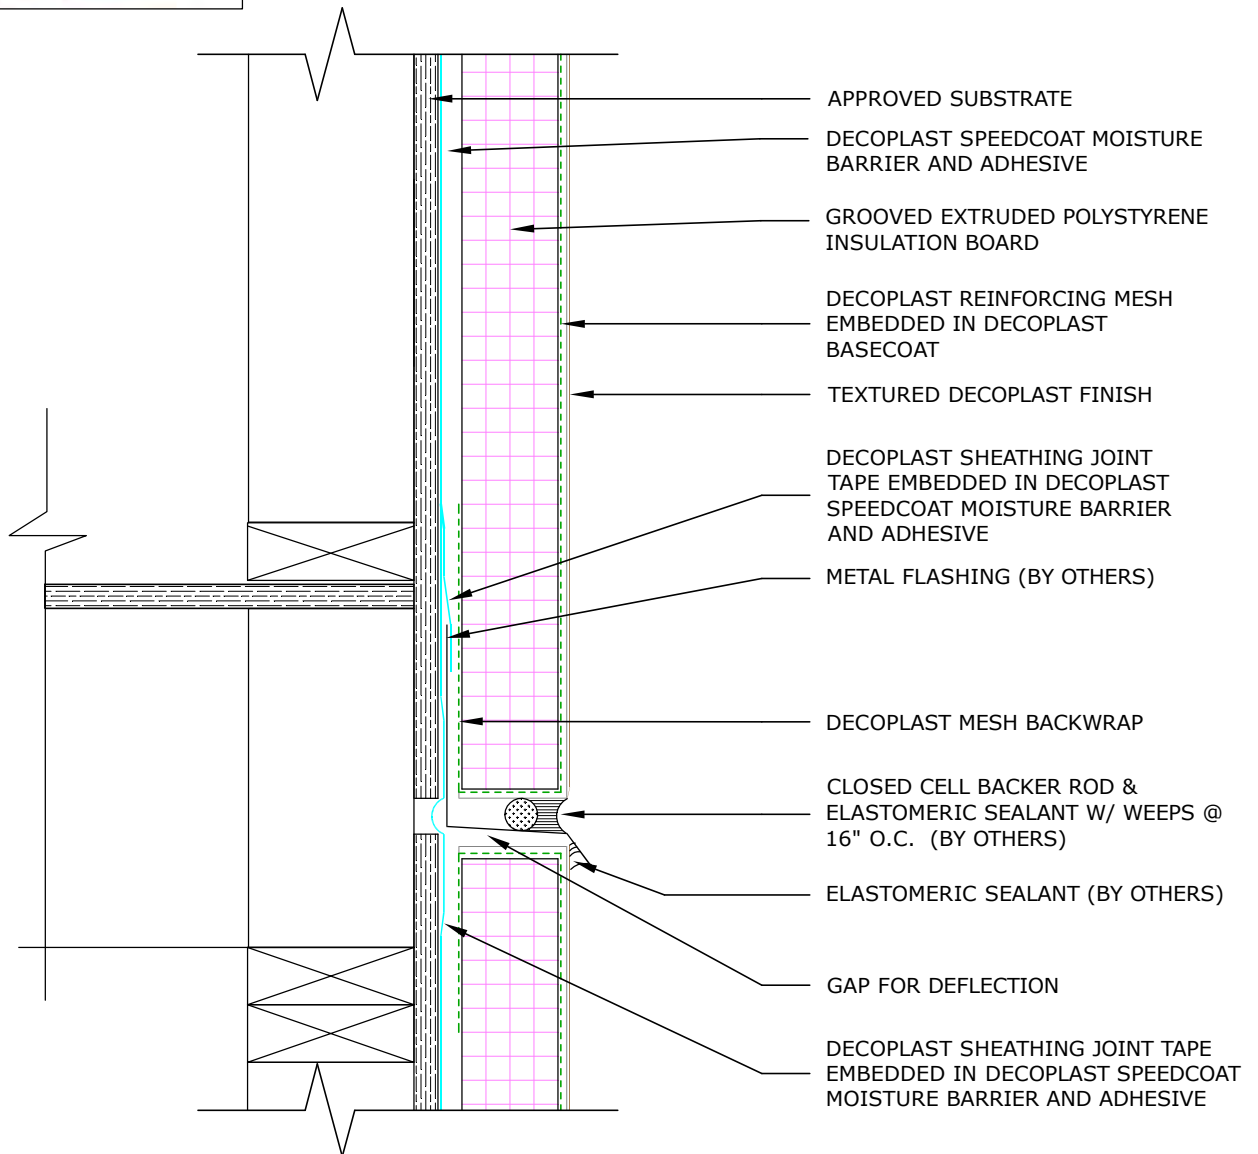 APPROVED SUBSTRATE
DECOPLAST SPEEDCOAT MOISTURE
BARRIER AND ADHESIVE
GROOVED EXTRUDED POLYSTYRENE
INSULATION BOARD
DECOPLAST REINFORCING MESH
EMBEDDED IN DECOPLAST
BASECOAT
TEXTURED DECOPLAST FINISH
DECOPLAST SHEATHING JOINT
TAPE EMBEDDED IN DECOPLAST
SPEEDCOAT MOISTURE BARRIER
AND ADHESIVE
METAL FLASHING (BY OTHERS)
DECOPLAST MESH BACKWRAP
CLOSED CELL BACKER ROD &
ELASTOMERIC SEALANT W/ WEEPS @
16" O.C. (BY OTHERS)
ELASTOMERIC SEALANT (BY OTHERS)
GAP FOR DEFLECTION
DECOPLAST SHEATHING JOINT TAPE
EMBEDDED IN DECOPLAST SPEEDCOAT
MOISTURE BARRIER AND ADHESIVE